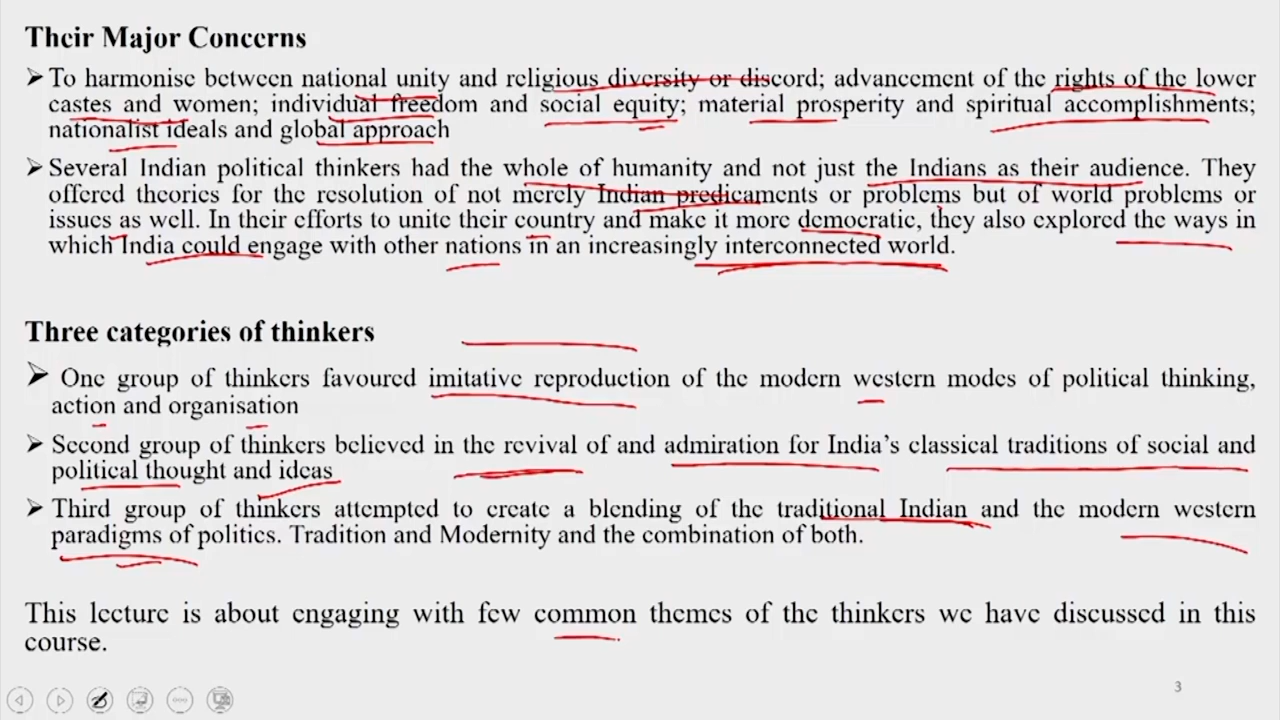 Their Major Concerns
➢ To harmonise between national unity and religious diversity or discord; advancement of the rights of the lower
castes and women; individual freedom and social equity; material prosperity and spiritual accomplishments;
nationalist ideals and global approach
➢ Several Indian political thinkers had the whole of humanity and not just the Indians as their audience. They
offered theories for the resolution of not merely Indian predicaments or problems but of world problems or
issues as well. In their efforts to unite their country and make it more democratic, they also explored the ways in
which India could engage with other nations in an increasingly interconnected world.
Three categories of thinkers
➢ One group of thinkers favoured imitative reproduction of the modern western modes of political thinking,
action and organisation
➢ Second group of thinkers believed in the revival of and admiration for India's classical traditions of social and
political thought and ideas
➢ Third group of thinkers attempted to create a blending of the traditional Indian and the modern western
paradigms of politics. Tradition and Modernity and the combination of both.
This lecture is about engaging with few common themes of the thinkers we have discussed in this
course.
3